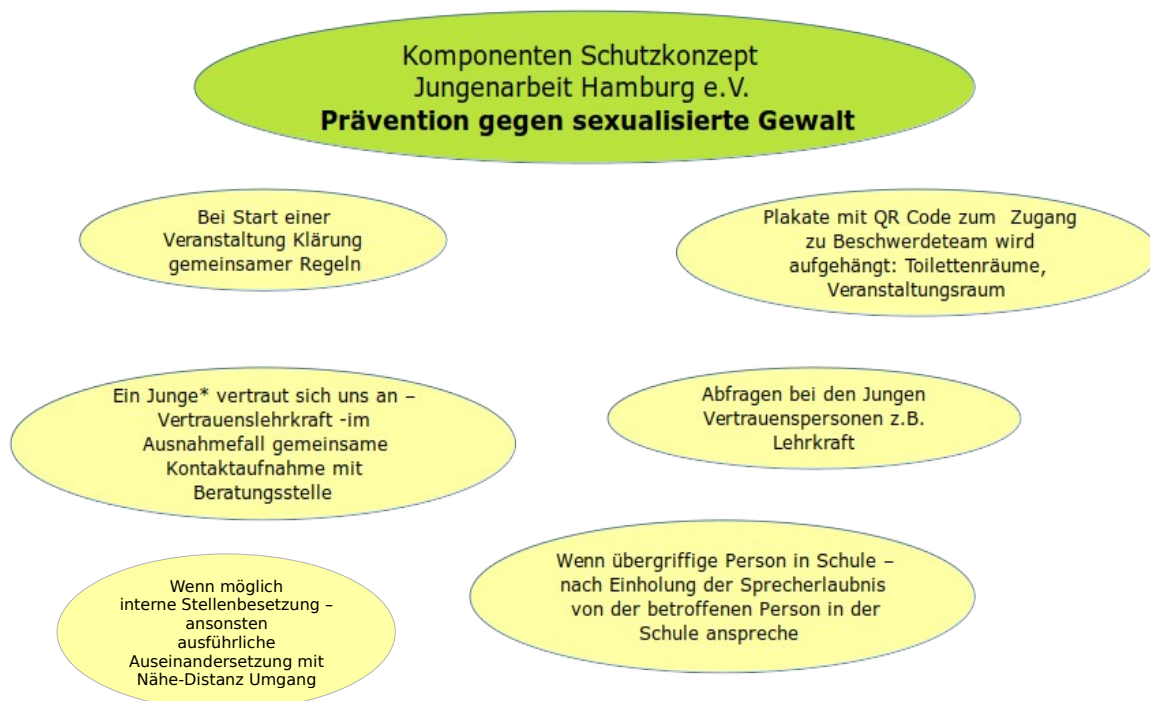 Komponenten Schutzkonzept
Jungenarbeit Hamburg e.V.
Prävention gegen sexualisierte Gewalt
Bei Start einer
Veranstaltung Klärung
gemeinsamer Regeln
Plakate mit QR Code zum Zugang
zu Beschwerdeteam wird
aufgehängt: Toilettenräume,
Veranstaltungsraum
Ein Junge* vertraut sich uns an –
Vertrauenslehrkraft -im
Ausnahmefall gemeinsame
Kontaktaufnahme mit
Beratungsstelle
Abfragen bei den Jungen
Vertrauenspersonen z.B.
Lehrkraft
Wenn möglich
interne Stellenbesetzung –
ansonsten
ausführliche
Auseinandersetzung mit
Nähe-Distanz Umgang
Wenn übergriffige Person in Schule –
nach Einholung der Sprecherlaubnis
von der betroffenen Person in der
Schule anspreche